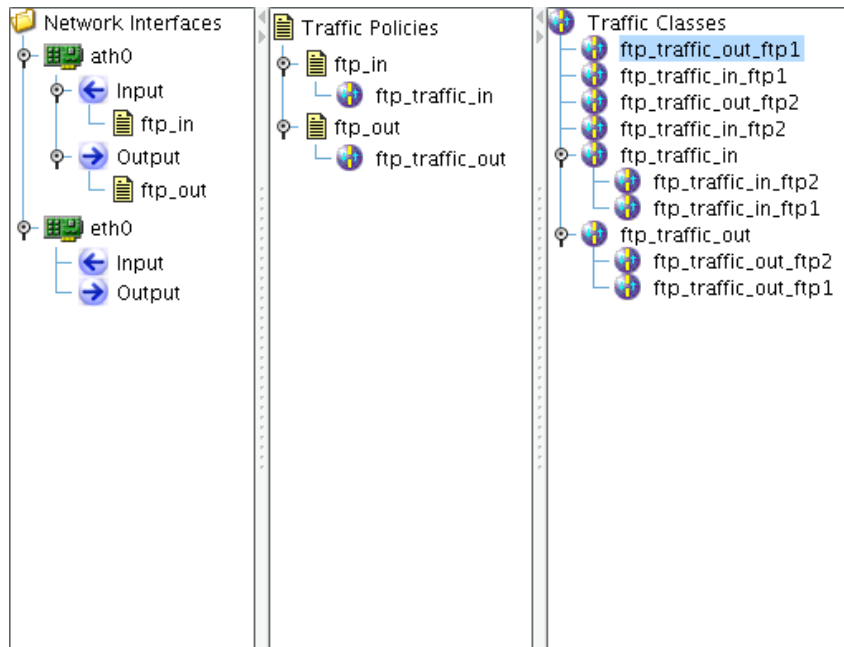 Network Interfaces
ath0
Input
ftp_in
Output
ftp_out
eth0
Input
Output
Traffic Policies
ftp_in
ftp_traffic_in
ftp_out
ftp_traffic_out
Traffic Classes
ftp_traffic_out_ftp1
ftp_traffic_in_ftp1
ftp_traffic_out_ftp2
ftp_traffic_in_ftp2
ftp_traffic_in
ftp_traffic_in_ftp2
ftp_traffic_in_ftp1
ftp_traffic_out
ftp_traffic_out_ftp2
ftp_traffic_out_ftp1